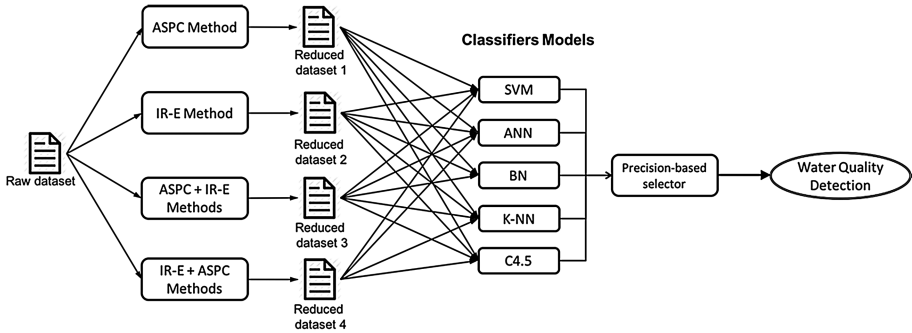 ASPC Method
Reduced
dataset 1
Classifiers Models
IR-E Method
Reduced
dataset 2
Raw dataset
ASPC + IR-E
Methods
Reduced
dataset 3
IR-E + ASPC
Methods
Reduced
dataset 4
SVM
ANN
BN
K-NN
C4.5
Precision-based
selector
Water Quality
Detection